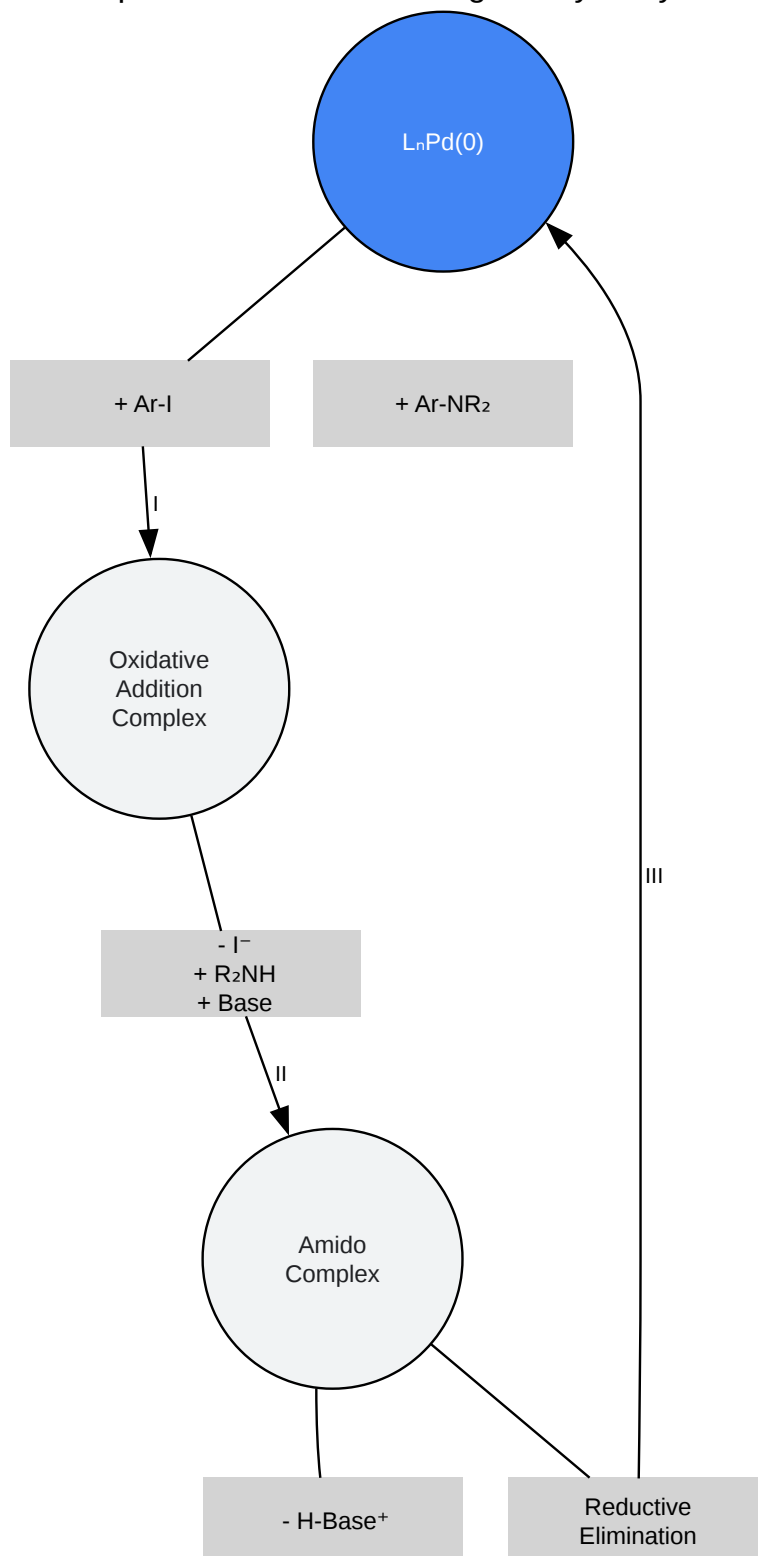 LₙPd(0)
+ Ar-I
+ Ar-NR₂
I
Oxidative
Addition
Complex
III
- I⁻
+ R₂NH
+ Base
II
Amido
Complex
- H-Base⁺
Reductive
Elimination